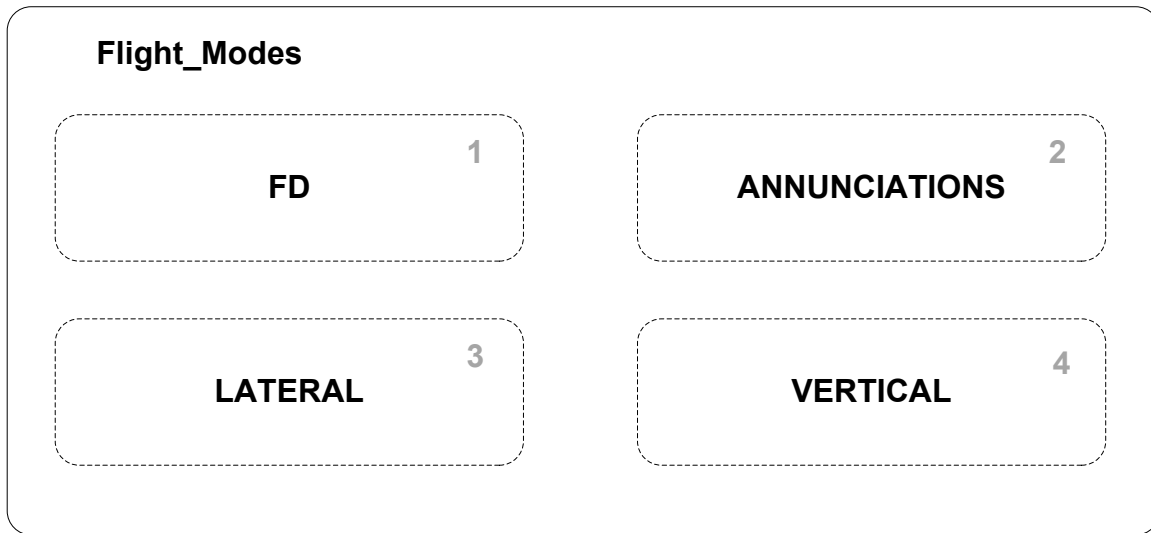 Flight_Modes
1
FD
2
ANNUNCIATIONS
3
LATERAL
4
VERTICAL